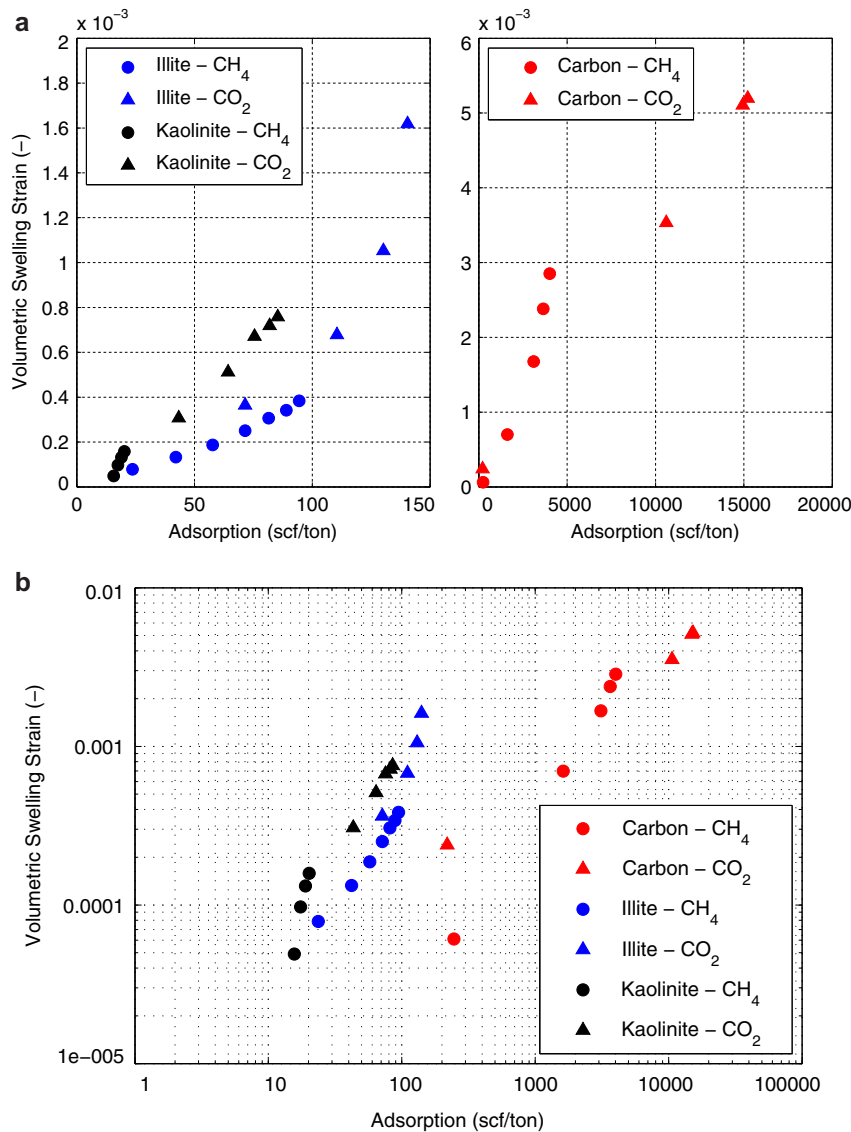 a
x 10⁻³
2
1.8
1.6
1.4
1.2
1
0.8
0.6
0.4
0.2
0
Volumetric Swelling Strain (−)
Illite − CH₄
Illite − CO₂
Kaolinite − CH₄
Kaolinite − CO₂
0 50 100 150
Adsorption (scf/ton)
x 10⁻³
6
5
4
3
2
1
0
Carbon − CH₄
Carbon − CO₂
0 5000 10000 15000 20000
Adsorption (scf/ton)
b
0.01
0.001
0.0001
1e−005
Volumetric Swelling Strain (−)
Carbon − CH₄
Carbon − CO₂
Illite − CH₄
Illite − CO₂
Kaolinite − CH₄
Kaolinite − CO₂
1 10 100 1000 10000 100000
Adsorption (scf/ton)